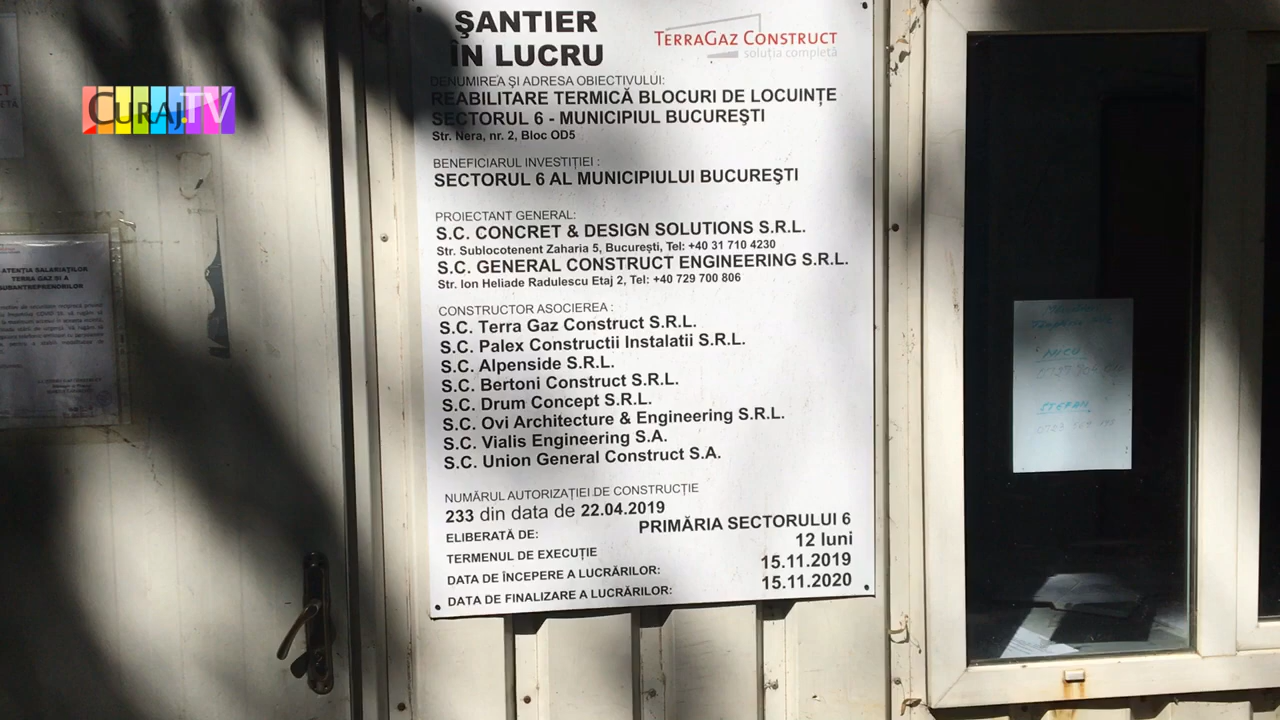 CURAJ.TV
ŞANTIER
ÎN LUCRU
TERRAGAZ CONSTRUCT
soluția completă
DENUMIREA ŞI ADRESA OBIECTIVULUI:
REABILITARE TERMICĂ BLOCURI DE LOCUINȚE
SECTORUL 6 - MUNICIPIUL BUCUREŞTI
Str. Nera, nr. 2, Bloc OD5
BENEFICIARUL INVESTIȚIEI :
SECTORUL 6 AL MUNICIPIULUI BUCUREŞTI
PROIECTANT GENERAL:
S.C. CONCRET & DESIGN SOLUTIONS S.R.L.
Str. Sublocotenent Zaharia 5, București, Tel: +40 31 710 4230
S.C. GENERAL CONSTRUCT ENGINEERING S.R.L.
Str. Ion Heliade Radulescu Etaj 2, Tel: +40 729 700 806
CONSTRUCTOR ASOCIEREA :
S.C. Terra Gaz Construct S.R.L.
S.C. Palex Constructii Instalatii S.R.L.
S.C. Alpenside S.R.L.
S.C. Bertoni Construct S.R.L.
S.C. Drum Concept S.R.L.
S.C. Ovi Architecture & Engineering S.R.L.
S.C. Vialis Engineering S.A.
S.C. Union General Construct S.A.
NUMĂRUL AUTORIZAȚIEI DE CONSTRUCȚIE
233 din data de 22.04.2019
ELIBERATĂ DE: PRIMĂRIA SECTORULUI 6
TERMENUL DE EXECUȚIE 12 luni
DATA DE ÎNCEPERE A LUCRĂRILOR: 15.11.2019
DATA DE FINALIZARE A LUCRĂRILOR: 15.11.2020
ATENȚIA SALARIAȚILOR
TERRA GAZ ȘI A
NICU
STEFAN